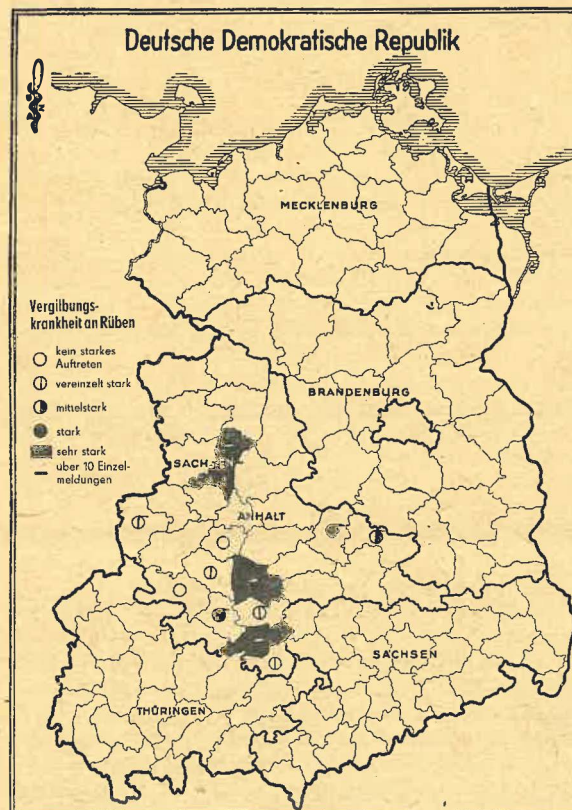 Deutsche Demokratische Republik
N
MECKLENBURG
Vergilbungs-
krankheit an Rüben
kein starkes
Auftreten
vereinzelt stark
mittelstark
stark
sehr stark
über 10 Einzel-
meldungen
BRANDENBURG
SACHSEN
ANHALT
SACHSEN
THÜRINGEN